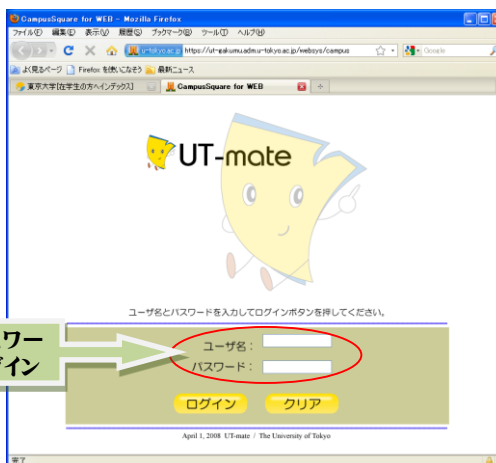 CampusSquare for WEB - Mozilla Firefox
ファイル(F) 編集(E) 表示(V) 履歴(S) ブックマーク(B) ツール(T) ヘルプ(H)
u-tokyo.ac.jp https://ut-gakumu.adm.u-tokyo.ac.jp/websys/campus Google
よく見るページ Firefox を使いこなそう 最新ニュース
東京大学[在学生の方へインデックス] CampusSquare for WEB
UT-mate
ユーザ名とパスワードを入力してログインボタンを押してください。
ユーザ名：
パスワード：
ログイン クリア
April 1, 2008 UT-mate / The University of Tokyo
完了